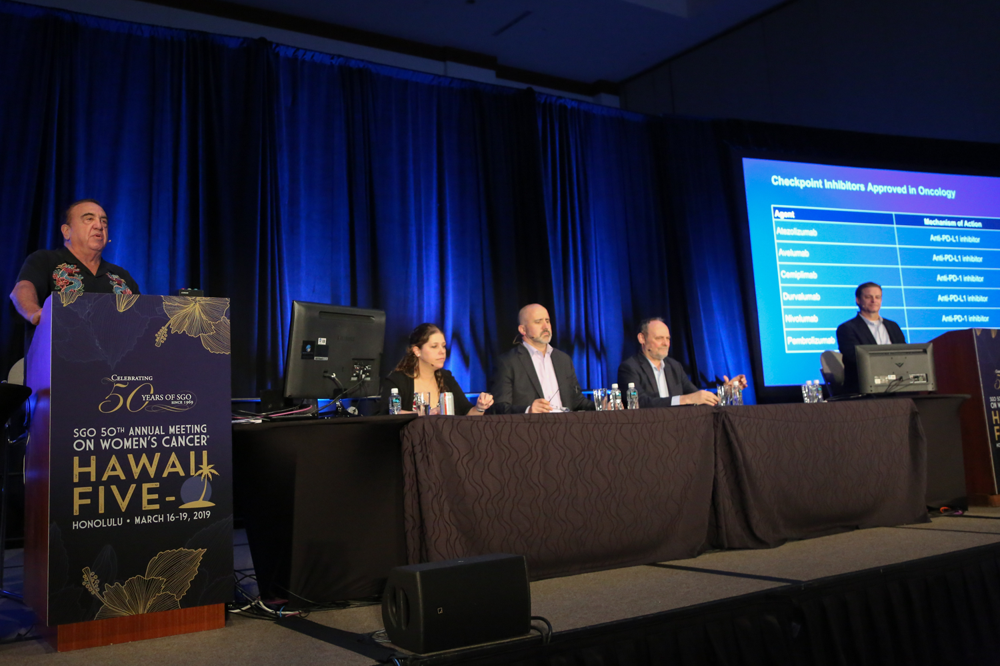 CELEBRATING
50 YEARS OF SGO
SINCE 1969
SGO 50TH ANNUAL MEETING
ON WOMEN'S CANCER®
HAWAII
FIVE-
HONOLULU • MARCH 16-19, 2019
Checkpoint Inhibitors Approved in Oncology
Agent Mechanism of Action
Atezolizumab Anti-PD-L1 inhibitor
Avelumab Anti-PD-L1 inhibitor
Cemiplimab Anti-PD-1 inhibitor
Durvalumab Anti-PD-L1 inhibitor
Nivolumab Anti-PD-1 inhibitor
Pembrolizumab